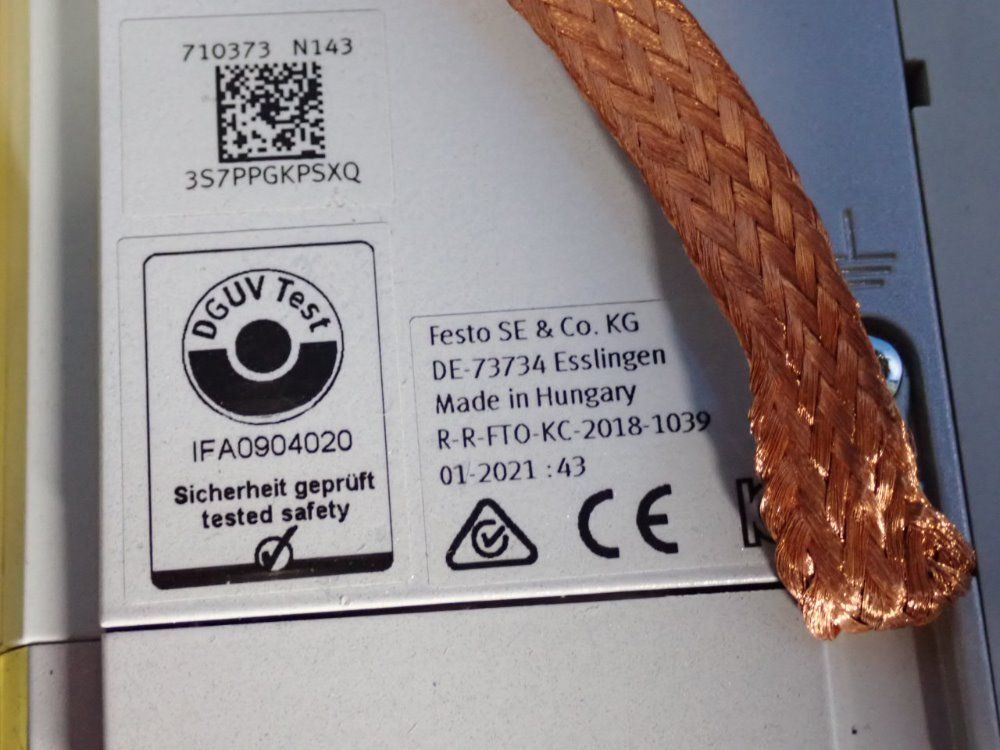 710373 N143
3S7PPGKPSXQ
DGUV Test
IFA0904020
Sicherheit geprüft
tested safety
Festo SE & Co. KG
DE-73734 Esslingen
Made in Hungary
R-R-FTO-KC-2018-1039
01-2021 :43
CE